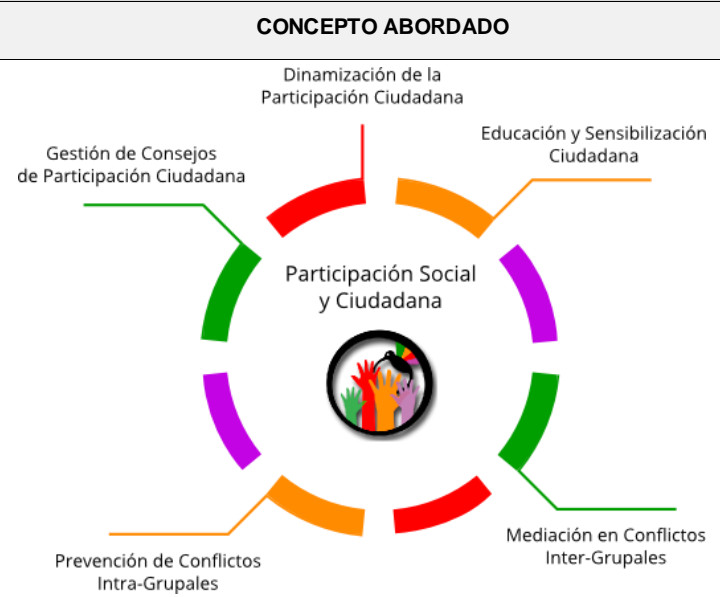 CONCEPTO ABORDADO
Dinamización de la
Participación Ciudadana
Educación y Sensibilización
Ciudadana
Gestión de Consejos
de Participación Ciudadana
Participación Social
y Ciudadana
Mediación en Conflictos
Inter-Grupales
Prevención de Conflictos
Intra-Grupales